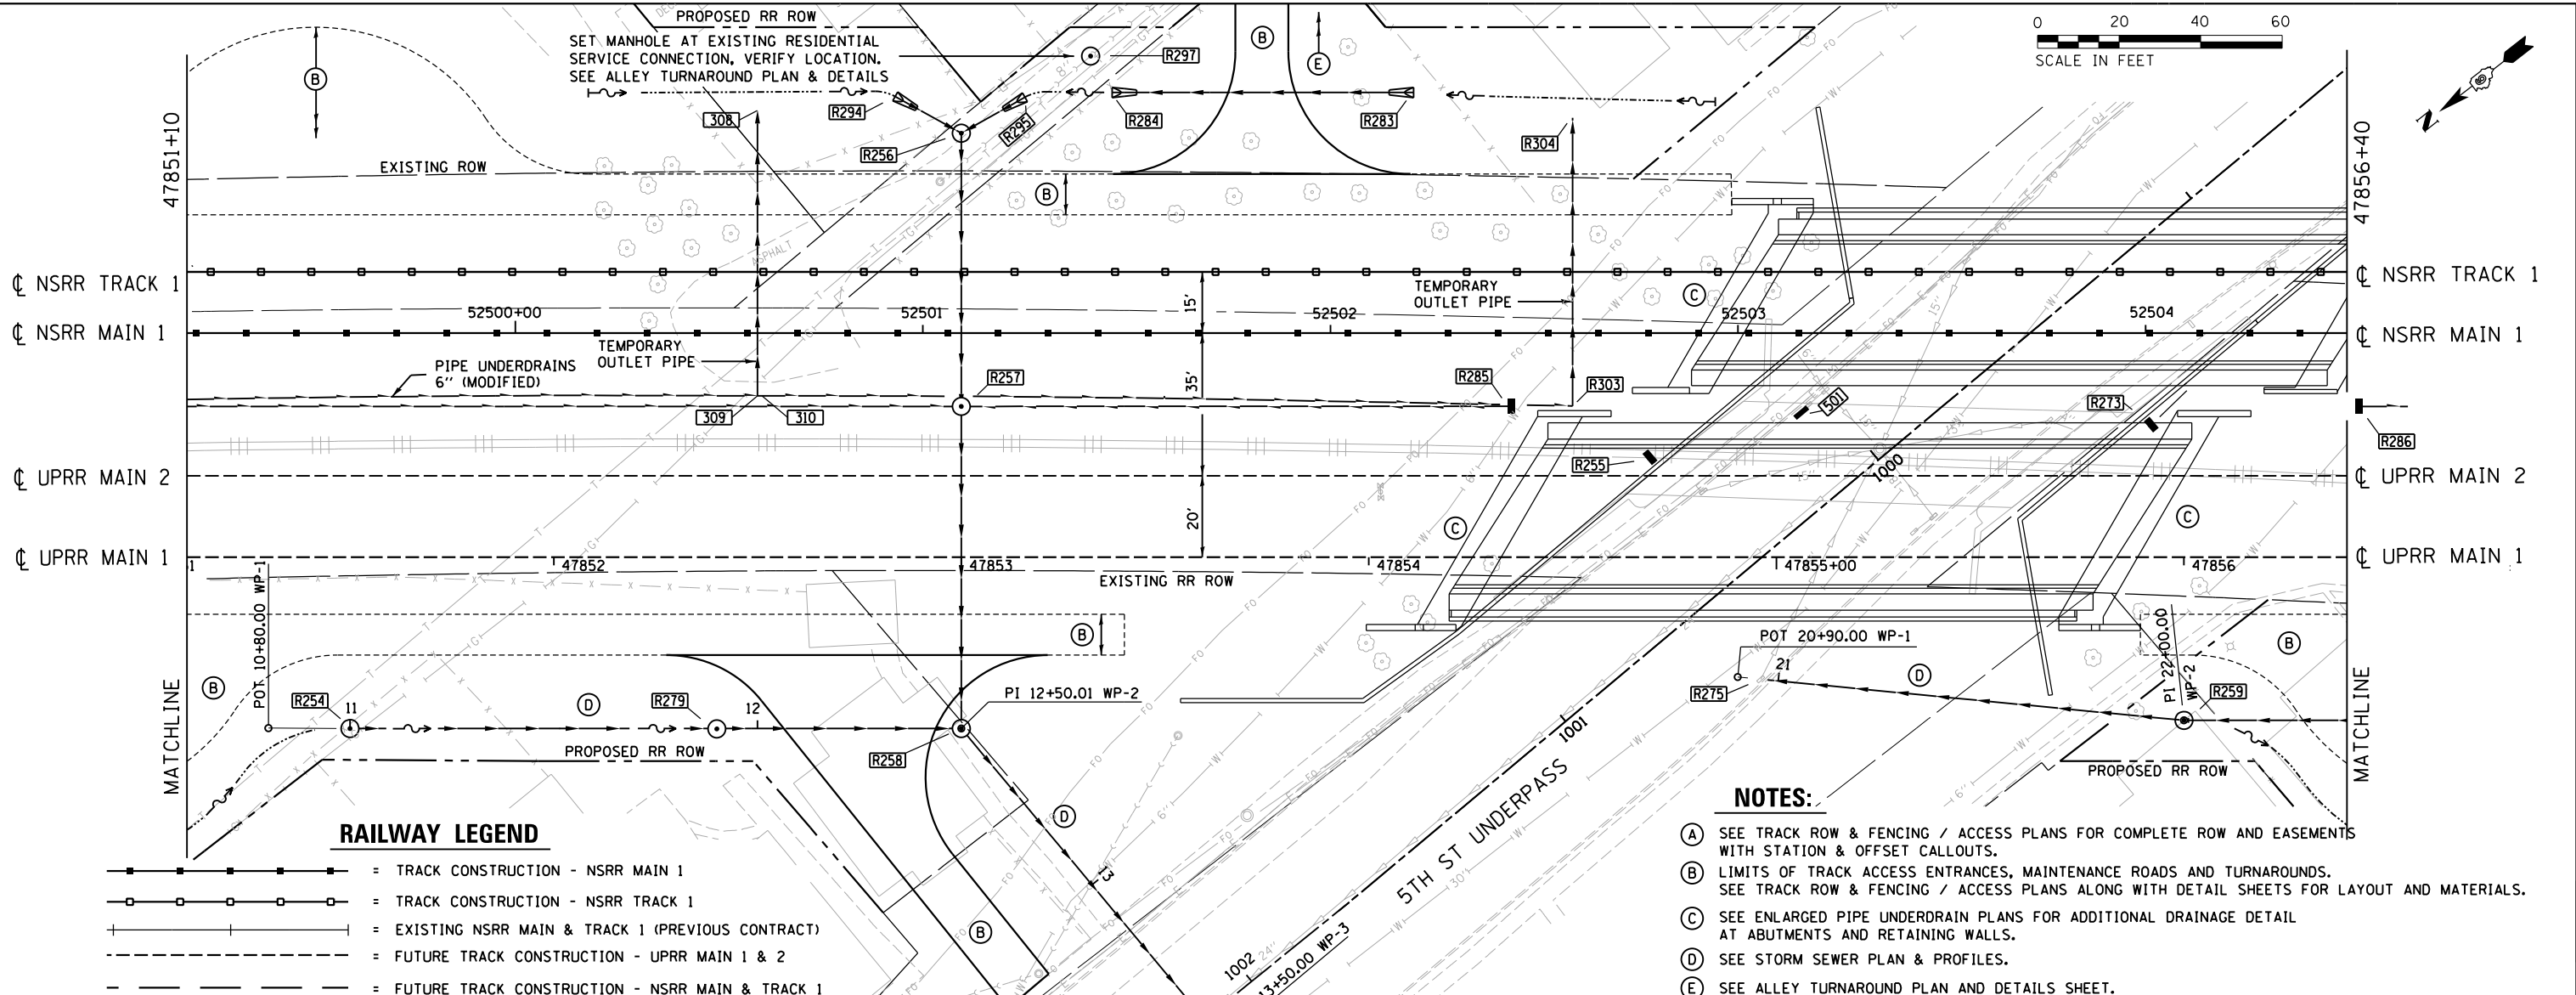 PROPOSED RR ROW
SET MANHOLE AT EXISTING RESIDENTIAL
SERVICE CONNECTION, VERIFY LOCATION.
SEE ALLEY TURNAROUND PLAN & DETAILS
R297
B
E
0 20 40 60
SCALE IN FEET
N
B
47851+10
308
R294
R295
R284
R283
R256
R304
47856+40
EXISTING ROW
B
ASPHALT
℄ NSRR TRACK 1
℄ NSRR TRACK 1
15'
TEMPORARY
OUTLET PIPE
C
52500+00
52501
52502
52503
52504
℄ NSRR MAIN 1
℄ NSRR MAIN 1
TEMPORARY
OUTLET PIPE
PIPE UNDERDRAINS
6'' (MODIFIED)
R257
35'
R285
R303
309
310
501
R273
R286
R255
1000
℄ UPRR MAIN 2
℄ UPRR MAIN 2
20'
C
C
℄ UPRR MAIN 1
℄ UPRR MAIN 1
47852
47853
47854
47855+00
47856
EXISTING RR ROW
POT 10+80.00 WP-1
B
B
POT 20+90.00 WP-1
21
D
PI 22+00.00
WP-2
B
R254
11
D
R279
12
PI 12+50.01 WP-2
R275
R259
PROPOSED RR ROW
R258
1001
PROPOSED RR ROW
MATCHLINE
MATCHLINE
D
13
B
5TH ST UNDERPASS
1002
24''
30''
13+50.00 WP-3
RAILWAY LEGEND
= TRACK CONSTRUCTION - NSRR MAIN 1
= TRACK CONSTRUCTION - NSRR TRACK 1
= EXISTING NSRR MAIN & TRACK 1 (PREVIOUS CONTRACT)
= FUTURE TRACK CONSTRUCTION - UPRR MAIN 1 & 2
= FUTURE TRACK CONSTRUCTION - NSRR MAIN & TRACK 1
NOTES:
A SEE TRACK ROW & FENCING / ACCESS PLANS FOR COMPLETE ROW AND EASEMENTS
WITH STATION & OFFSET CALLOUTS.
B LIMITS OF TRACK ACCESS ENTRANCES, MAINTENANCE ROADS AND TURNAROUNDS.
SEE TRACK ROW & FENCING / ACCESS PLANS ALONG WITH DETAIL SHEETS FOR LAYOUT AND MATERIALS.
C SEE ENLARGED PIPE UNDERDRAIN PLANS FOR ADDITIONAL DRAINAGE DETAIL
AT ABUTMENTS AND RETAINING WALLS.
D SEE STORM SEWER PLAN & PROFILES.
E SEE ALLEY TURNAROUND PLAN AND DETAILS SHEET.